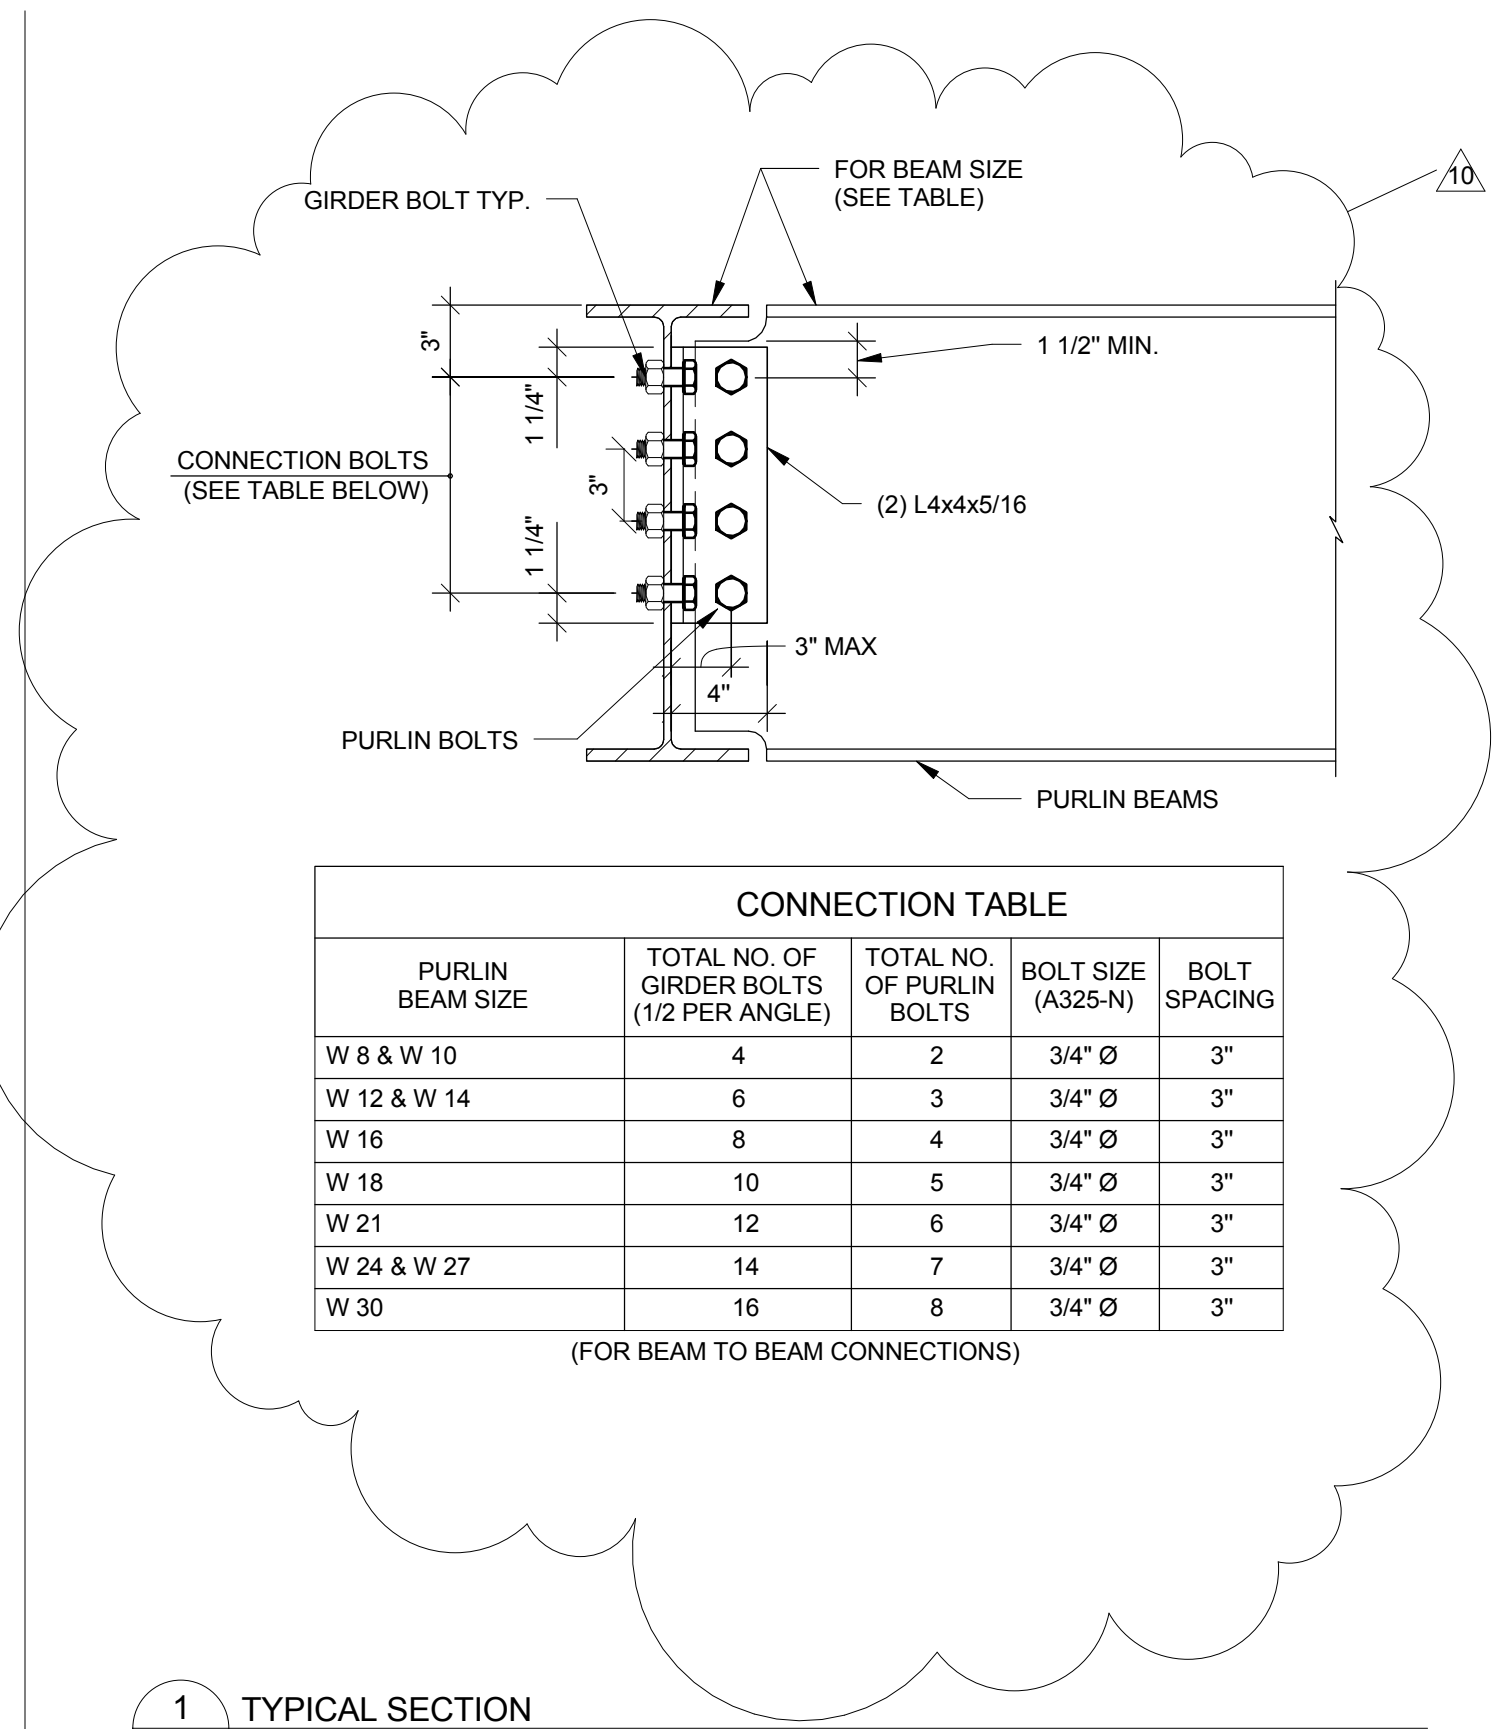 FOR BEAM SIZE
(SEE TABLE)
10
GIRDER BOLT TYP.
3"
1 1/4"
1 1/2" MIN.
CONNECTION BOLTS
(SEE TABLE BELOW)
3"
(2) L4x4x5/16
1 1/4"
3" MAX
4"
PURLIN BOLTS
PURLIN BEAMS
CONNECTION TABLE
PURLIN
BEAM SIZE
TOTAL NO. OF
GIRDER BOLTS
(1/2 PER ANGLE)
TOTAL NO.
OF PURLIN
BOLTS
BOLT SIZE
(A325-N)
BOLT
SPACING
W 8 & W 10 4 2 3/4" Ø 3"
W 12 & W 14 6 3 3/4" Ø 3"
W 16 8 4 3/4" Ø 3"
W 18 10 5 3/4" Ø 3"
W 21 12 6 3/4" Ø 3"
W 24 & W 27 14 7 3/4" Ø 3"
W 30 16 8 3/4" Ø 3"
(FOR BEAM TO BEAM CONNECTIONS)
1 TYPICAL SECTION